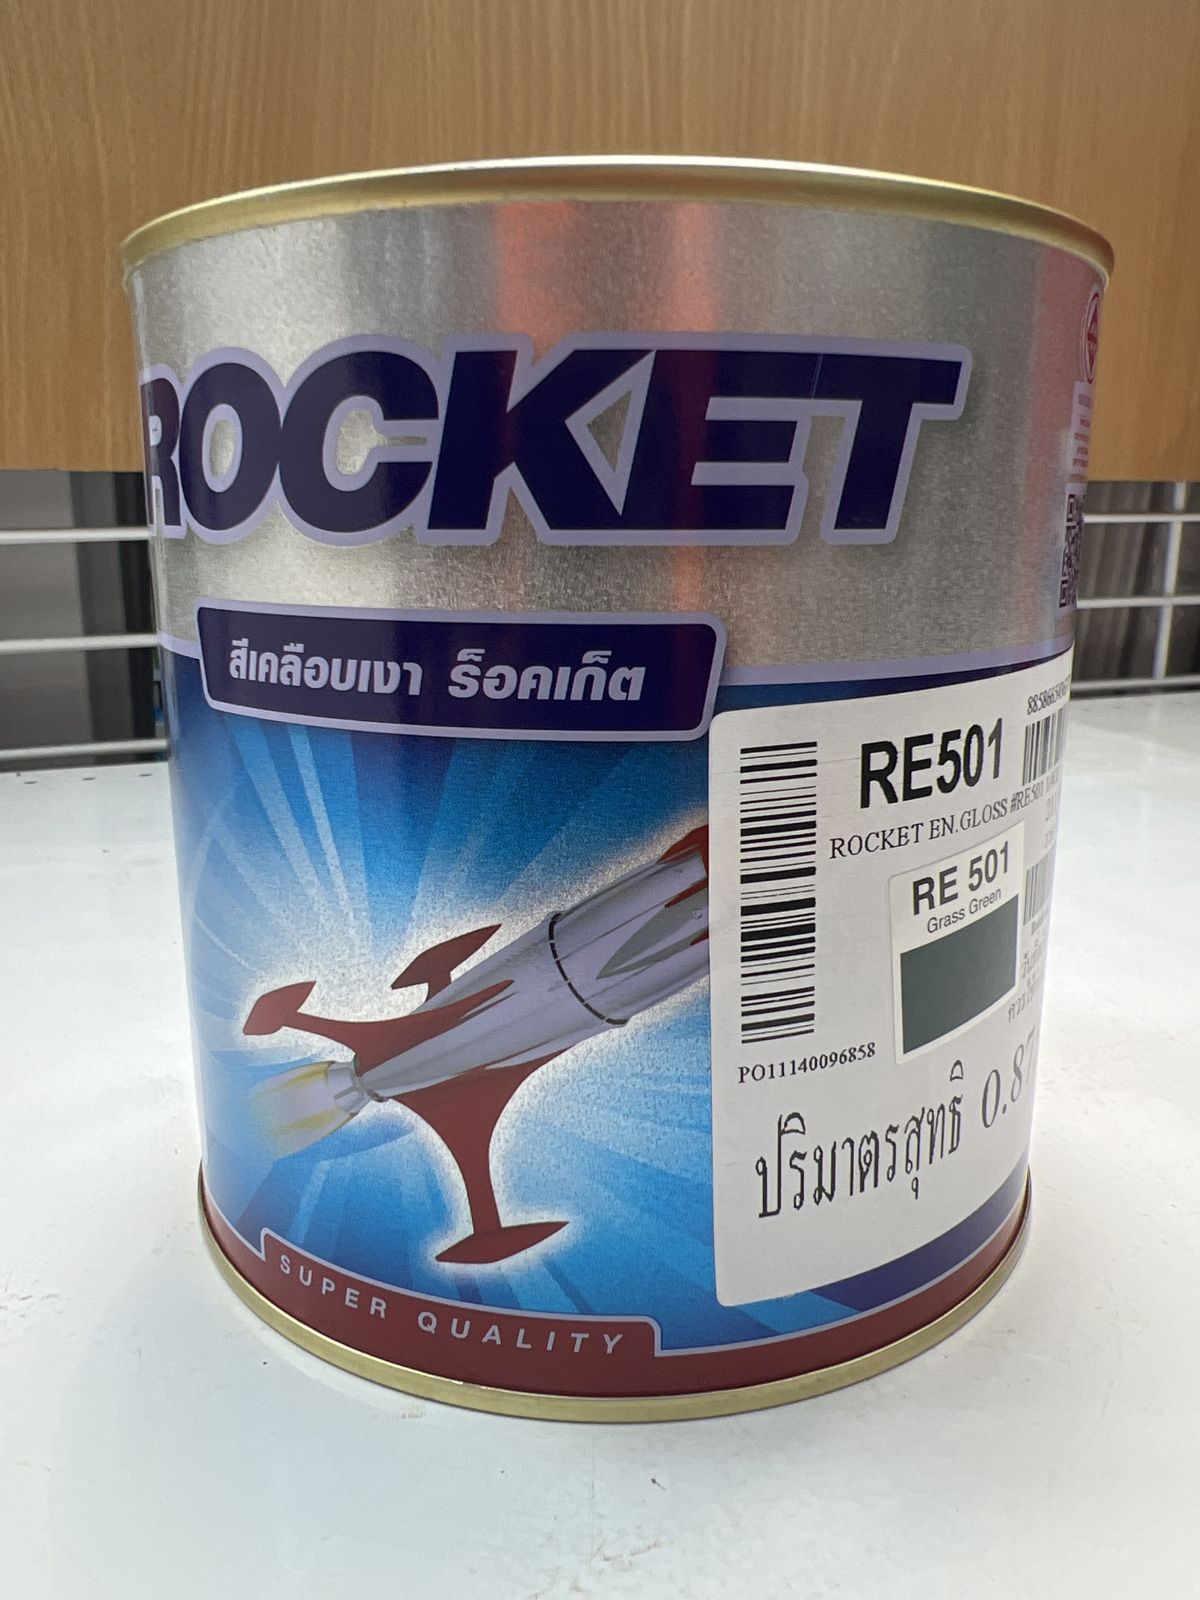 ROCKET
สีเคลือบเงา ร็อคเก็ต
RE501
ROCKET EN.GLOSS #RE501
RE 501
Grass Green
PO11140096858
ปริมาตรสุทธิ 0.87
SUPER QUALITY